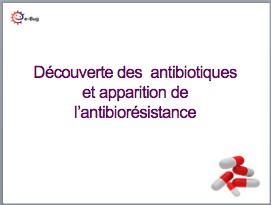 e-Bug
Découverte des antibiotiques
et apparition de
l'antibiorésistance